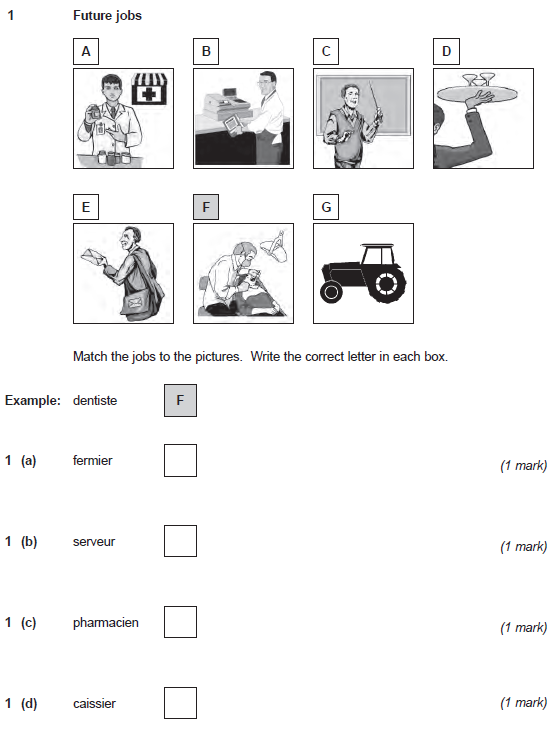 1 Future jobs
A B C D
E F G
Match the jobs to the pictures. Write the correct letter in each box.
Example: dentiste F
1 (a) fermier (1 mark)
1 (b) serveur (1 mark)
1 (c) pharmacien (1 mark)
1 (d) caissier (1 mark)